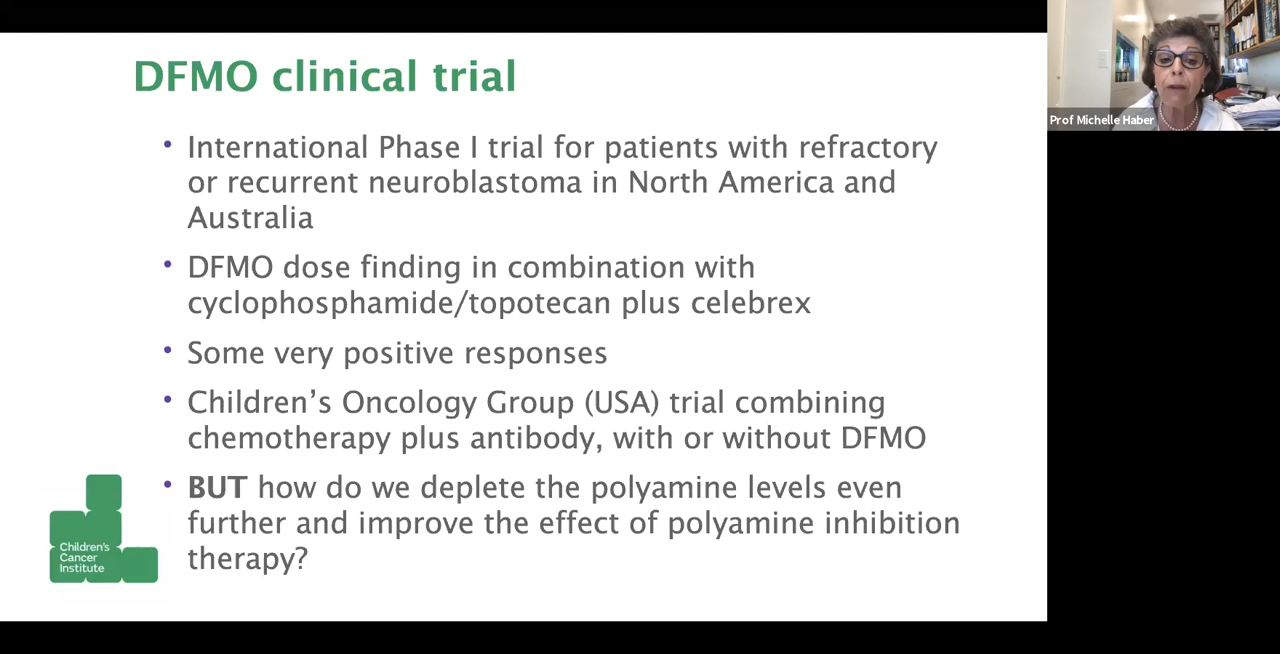 DFMO clinical trial
• International Phase I trial for patients with refractory
or recurrent neuroblastoma in North America and
Australia
• DFMO dose finding in combination with
cyclophosphamide/topotecan plus celebrex
• Some very positive responses
• Children's Oncology Group (USA) trial combining
chemotherapy plus antibody, with or without DFMO
• BUT how do we deplete the polyamine levels even
further and improve the effect of polyamine inhibition
therapy?
Children's
Cancer
Institute
Prof Michelle Haber